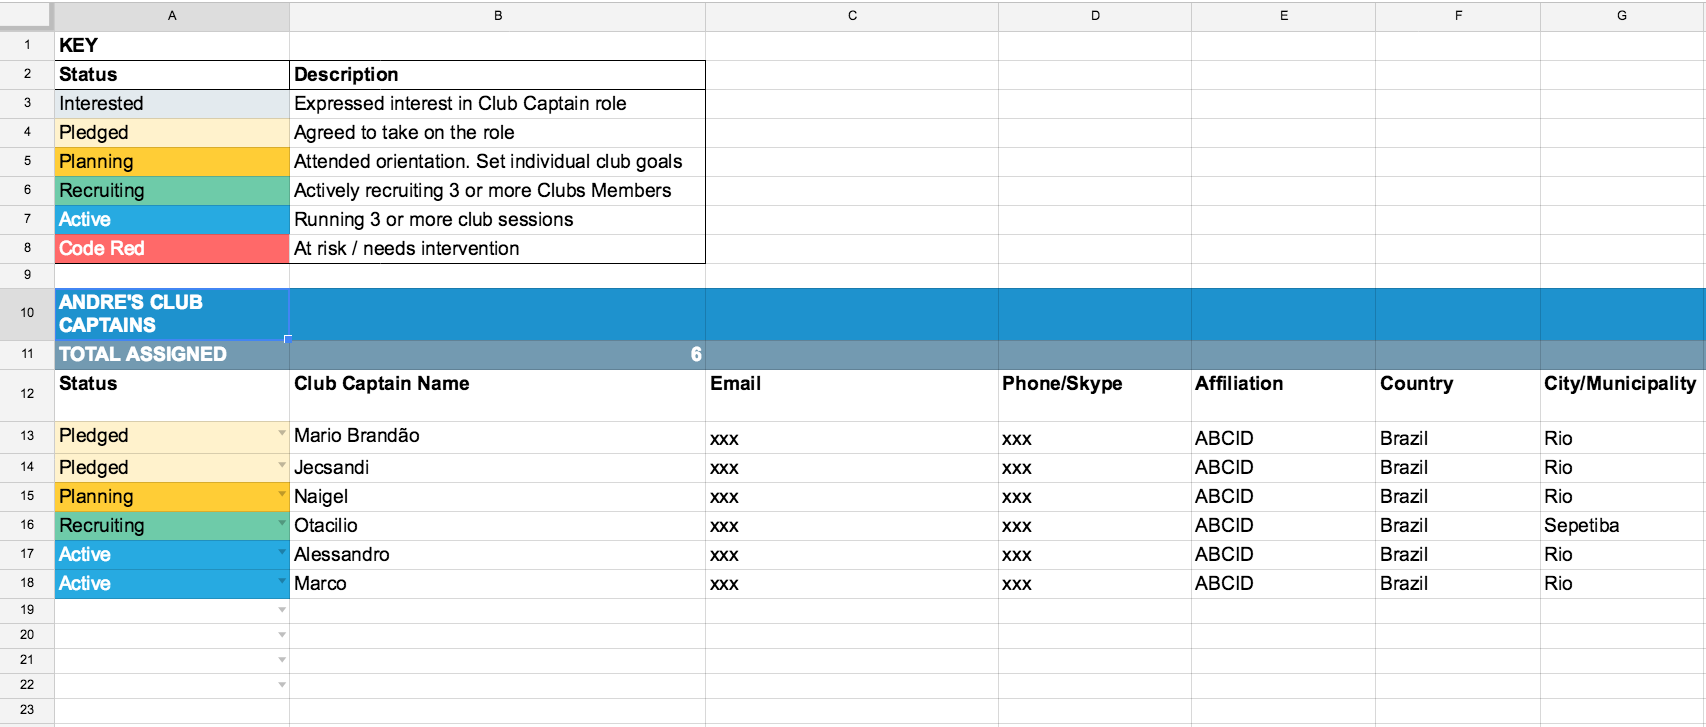 A B C D E F G
1 KEY
2 Status Description
3 Interested Expressed interest in Club Captain role
4 Pledged Agreed to take on the role
5 Planning Attended orientation. Set individual club goals
6 Recruiting Actively recruiting 3 or more Clubs Members
7 Active Running 3 or more club sessions
8 Code Red At risk / needs intervention
9
10 ANDRE'S CLUB
CAPTAINS
11 TOTAL ASSIGNED 6
12 Status Club Captain Name Email Phone/Skype Affiliation Country City/Municipality
13 Pledged Mario Brandão xxx xxx ABCID Brazil Rio
14 Pledged Jecsandi xxx xxx ABCID Brazil Rio
15 Planning Naigel xxx xxx ABCID Brazil Rio
16 Recruiting Otacilio xxx xxx ABCID Brazil Sepetiba
17 Active Alessandro xxx xxx ABCID Brazil Rio
18 Active Marco xxx xxx ABCID Brazil Rio
19
20
21
22
23